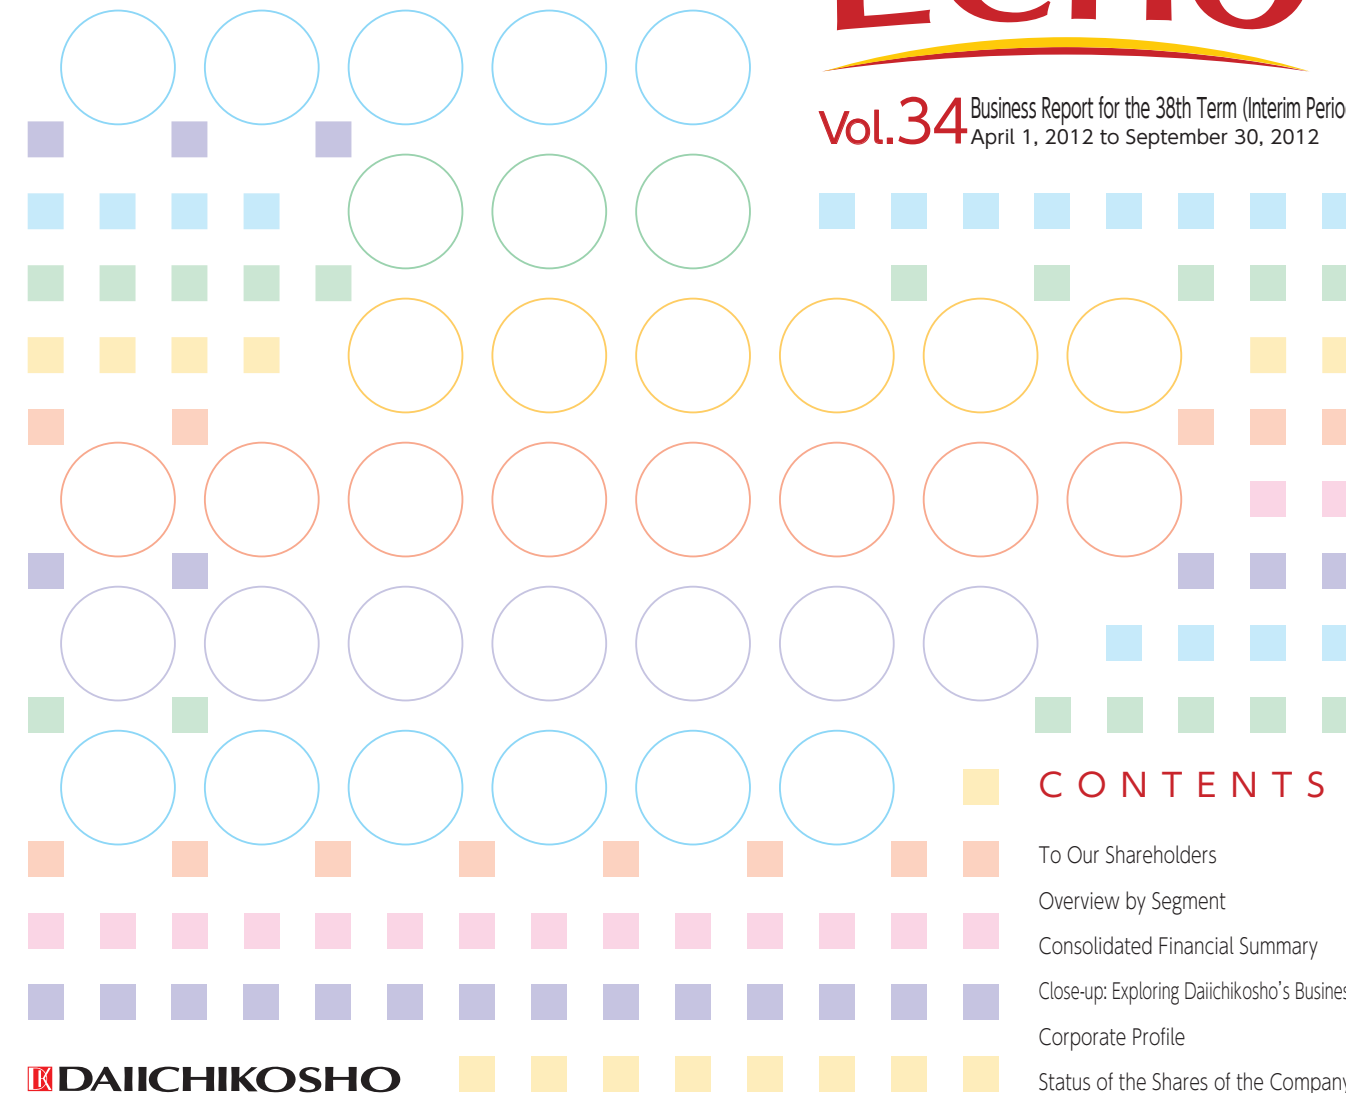 ECHO
Vol.34
Business Report for the 38th Term (Interim
April 1, 2012 to September 30, 2012
CONTENTS
To Our Shareholders
Overview by Segment
Consolidated Financial Summary
Close-up: Exploring Daiichikosho's
Corporate Profile
Status of the Shares of the Company
DAIICHIKOSHO